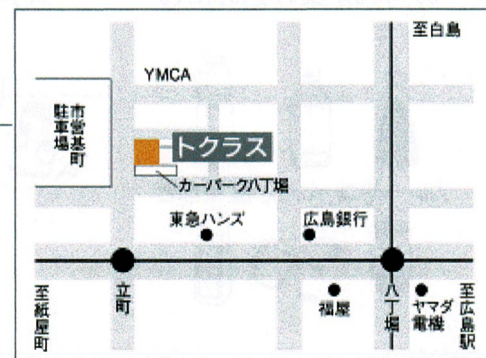 至白島
YMCA
市営基町
駐車場
トクラス
カーパーク八丁堀
東急ハンズ
広島銀行
至紙屋町
立町
福屋
八丁堀
ヤマダ
電機
至広島駅